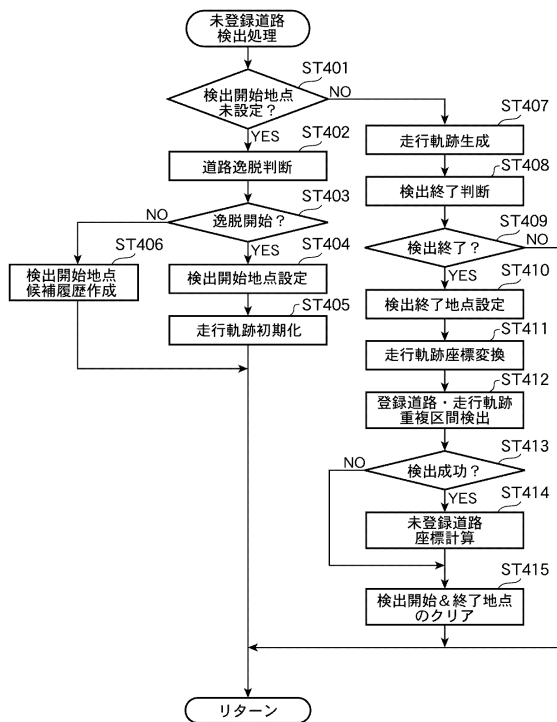 未登録道路
検出処理
ST401
検出開始地点
未設定？
NO
YES
ST402
道路逸脱判断
ST403
逸脱開始？
NO
YES
ST406
検出開始地点
候補履歴作成
ST404
検出開始地点設定
ST405
走行軌跡初期化
ST407
走行軌跡生成
ST408
検出終了判断
ST409
検出終了？
NO
YES
ST410
検出終了地点設定
ST411
走行軌跡座標変換
ST412
登録道路・走行軌跡
重複区間検出
ST413
検出成功？
NO
YES
ST414
未登録道路
座標計算
ST415
検出開始＆終了地点
のクリア
リターン